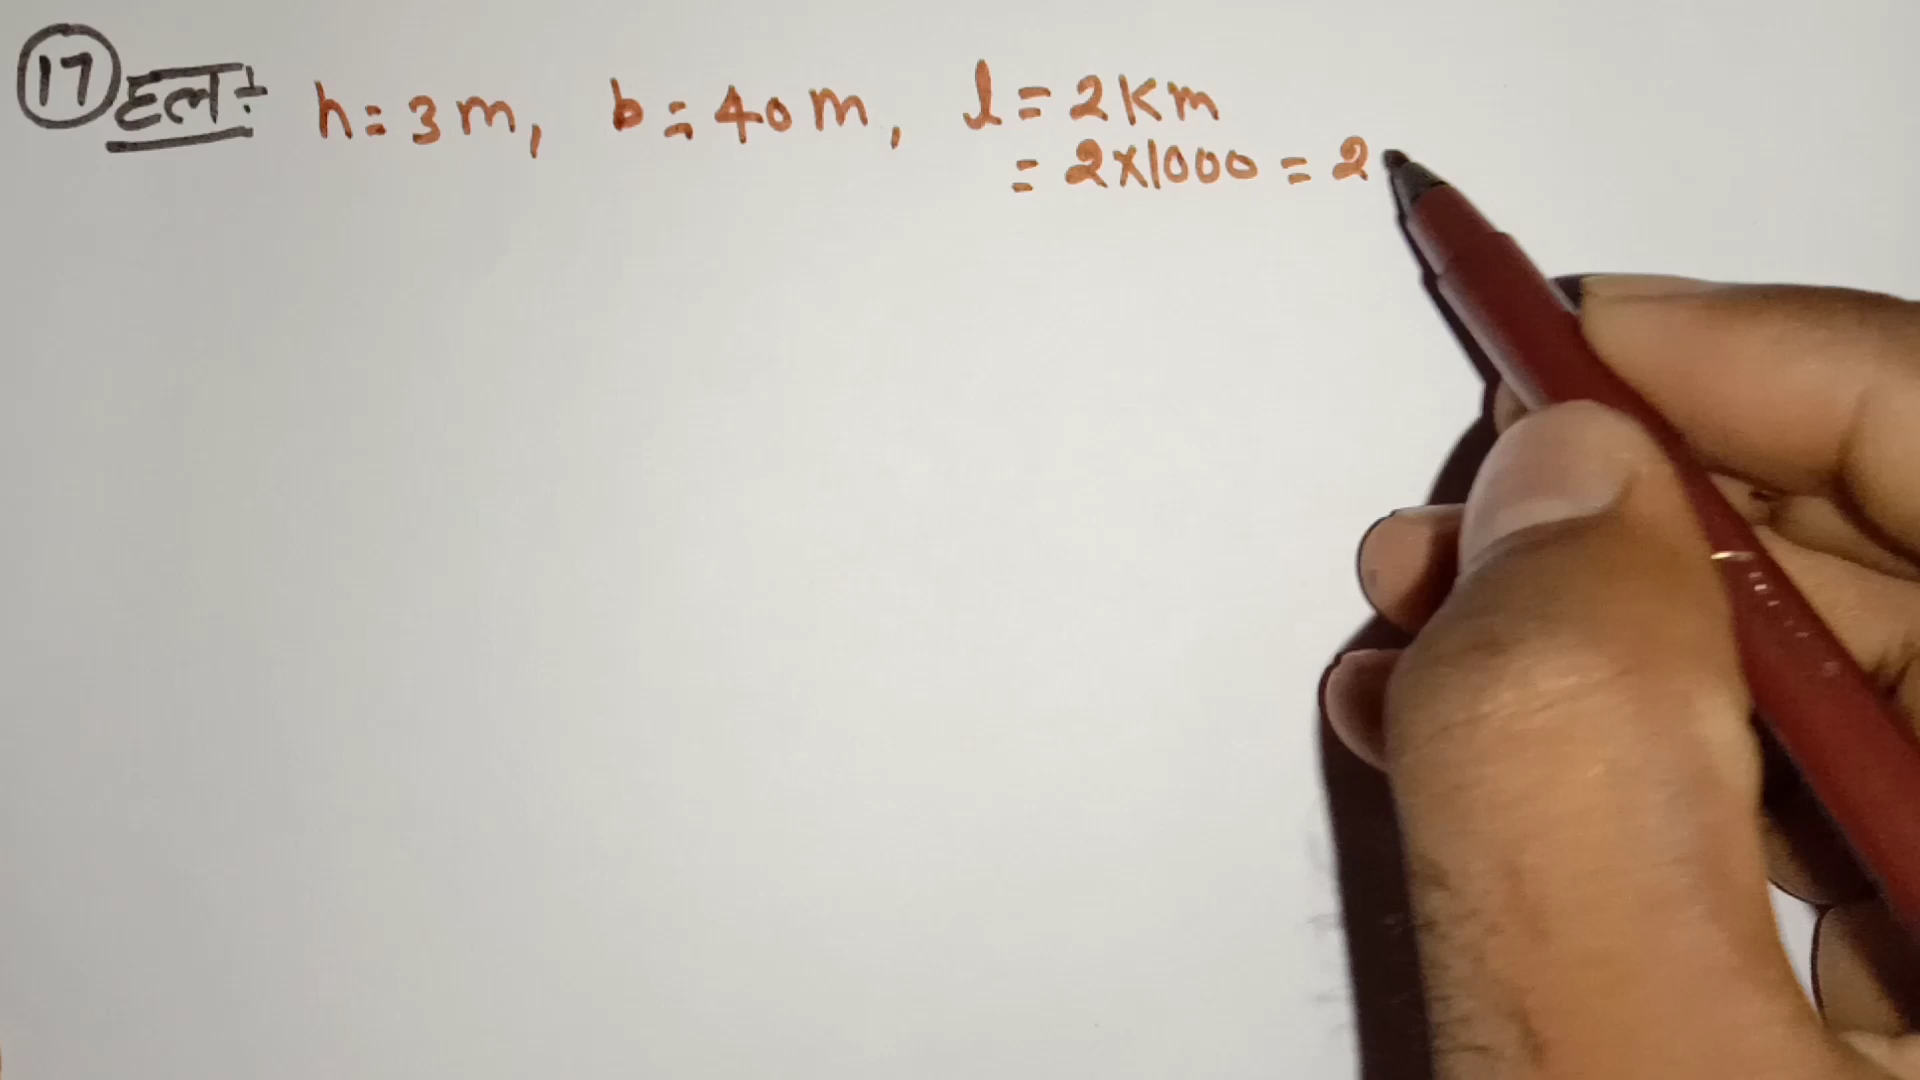 17 हल÷ h = 3 m, b = 40 m, l = 2 Km
= 2×1000 = 2